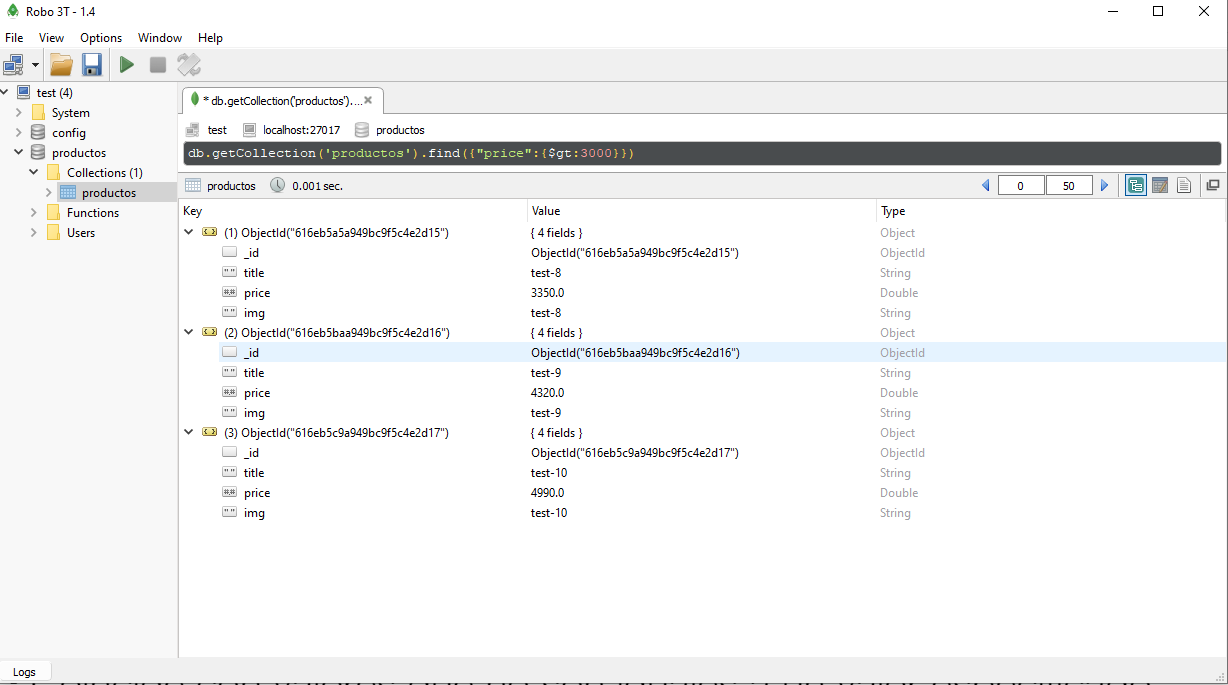 Robo 3T - 1.4
File View Options Window Help
test (4)
System
config
productos
Collections (1)
productos
Functions
Users
* db.getCollection('productos'). ...
test localhost:27017 productos
db.getCollection('productos').find({"price":{$gt:3000}})
productos 0.001 sec. 0 50
Key Value Type
(1) ObjectId("616eb5a5a949bc9f5c4e2d15") { 4 fields } Object
_id ObjectId("616eb5a5a949bc9f5c4e2d15") ObjectId
title test-8 String
price 3350.0 Double
img test-8 String
(2) ObjectId("616eb5baa949bc9f5c4e2d16") { 4 fields } Object
_id ObjectId("616eb5baa949bc9f5c4e2d16") ObjectId
title test-9 String
price 4320.0 Double
img test-9 String
(3) ObjectId("616eb5c9a949bc9f5c4e2d17") { 4 fields } Object
_id ObjectId("616eb5c9a949bc9f5c4e2d17") ObjectId
title test-10 String
price 4990.0 Double
img test-10 String
Logs